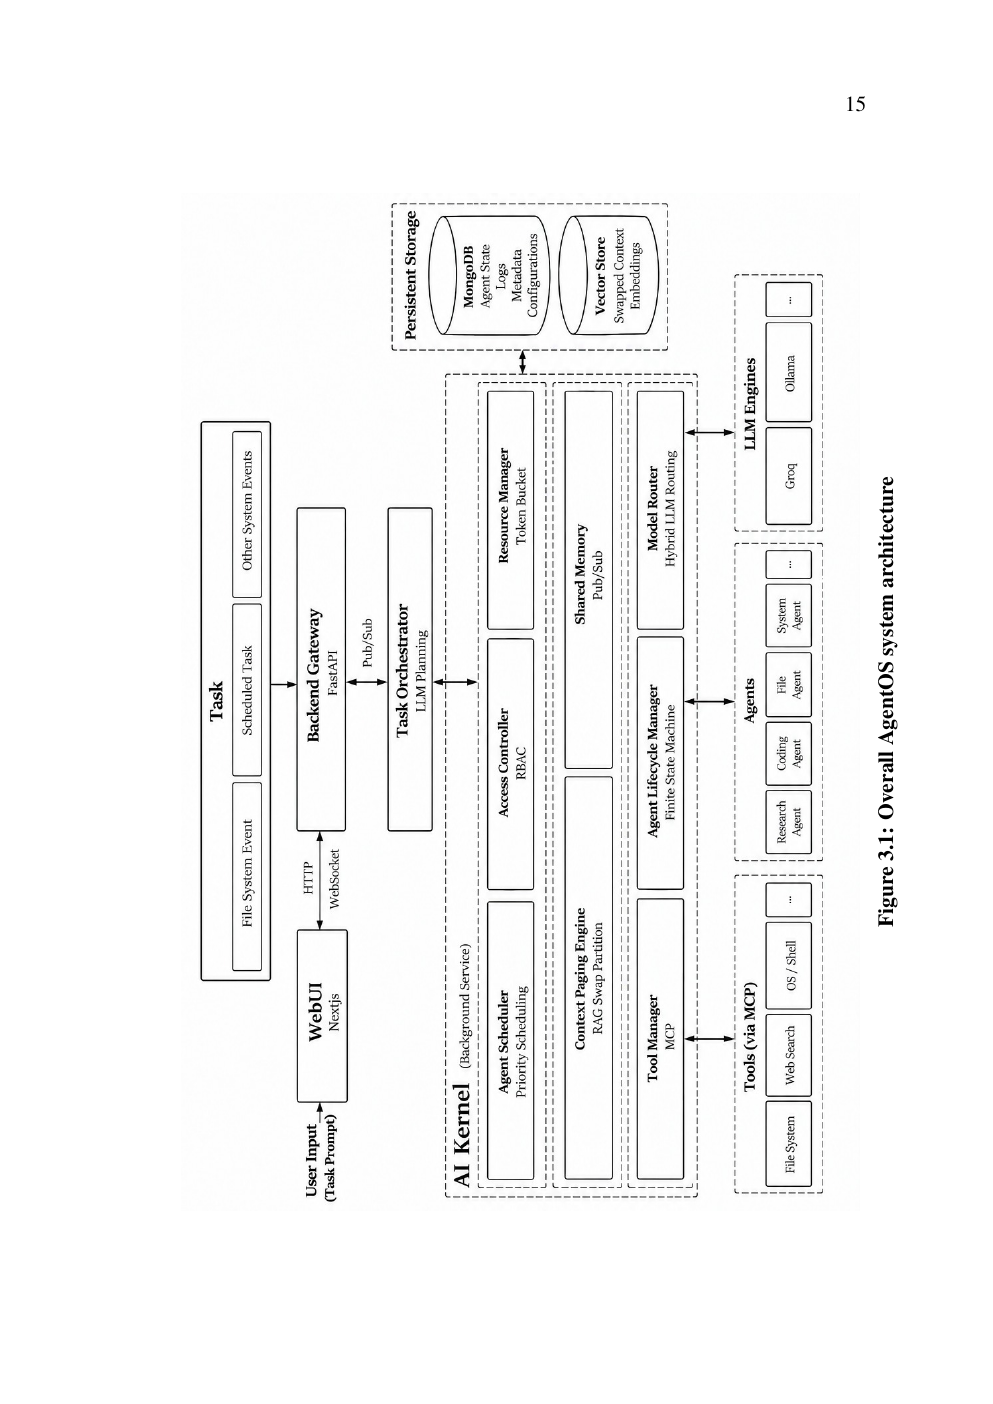 15
Task
File System Event
Scheduled Task
Other System Events
User Input
(Task Prompt)
WebUI
Nextjs
HTTP
WebSocket
Backend Gateway
FastAPI
Pub/Sub
Task Orchestrator
LLM Planning
Persistent Storage
MongoDB
Agent State
Logs
Metadata
Configurations
Vector Store
Swapped Context
Embeddings
AI Kernel (Background Service)
Agent Scheduler
Priority Scheduling
Access Controller
RBAC
Resource Manager
Token Bucket
Context Paging Engine
RAG Swap Partition
Shared Memory
Pub/Sub
Tool Manager
MCP
Agent Lifecycle Manager
Finite State Machine
Model Router
Hybrid LLM Routing
Tools (via MCP)
File System
Web Search
OS / Shell
...
Agents
Research
Agent
Coding
Agent
File
Agent
System
Agent
...
LLM Engines
Groq
Ollama
...
Figure 3.1: Overall AgentOS system architecture